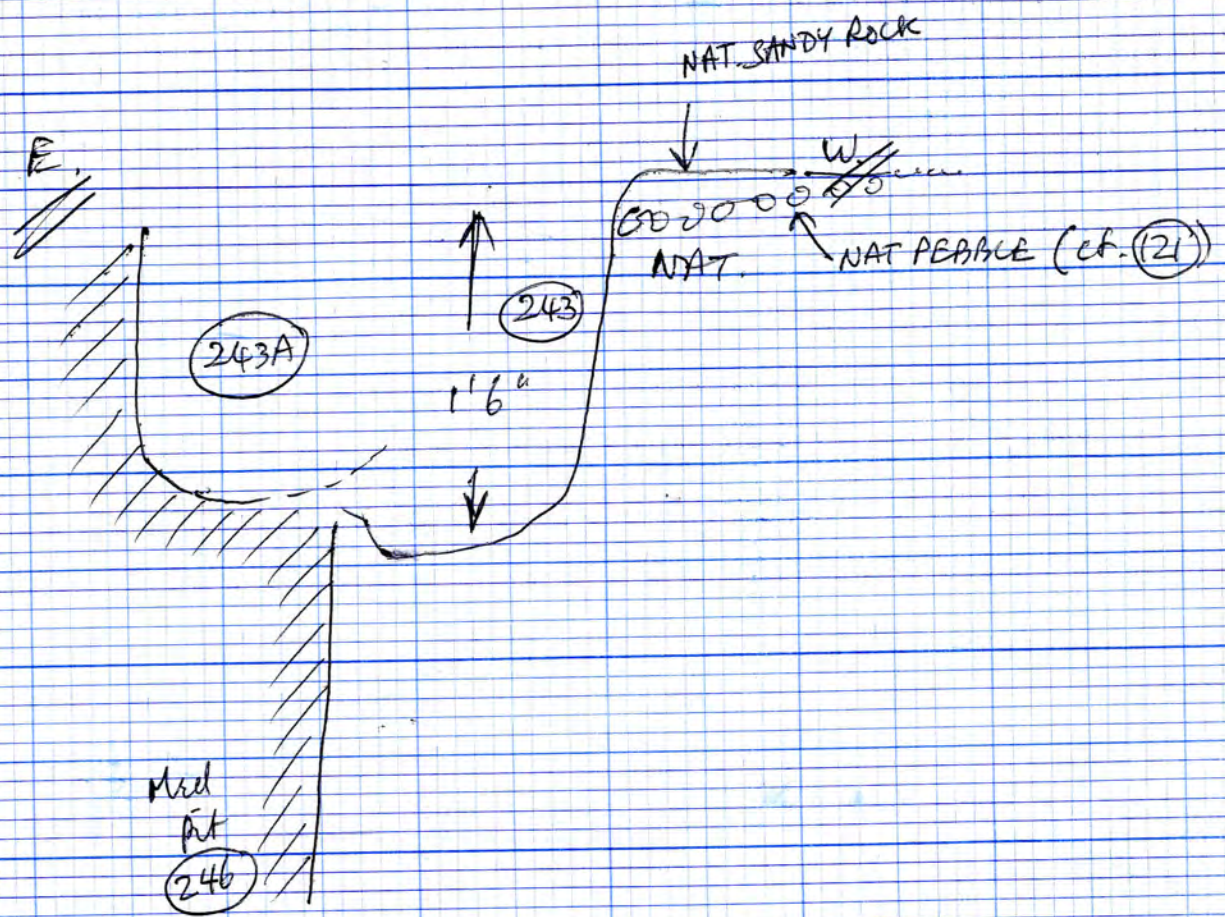 NAT. SANDY ROCK
E.
W.
NAT PEBBLE (cf. 121)
NAT.
243
243A
1'6"
Med
Pit
246